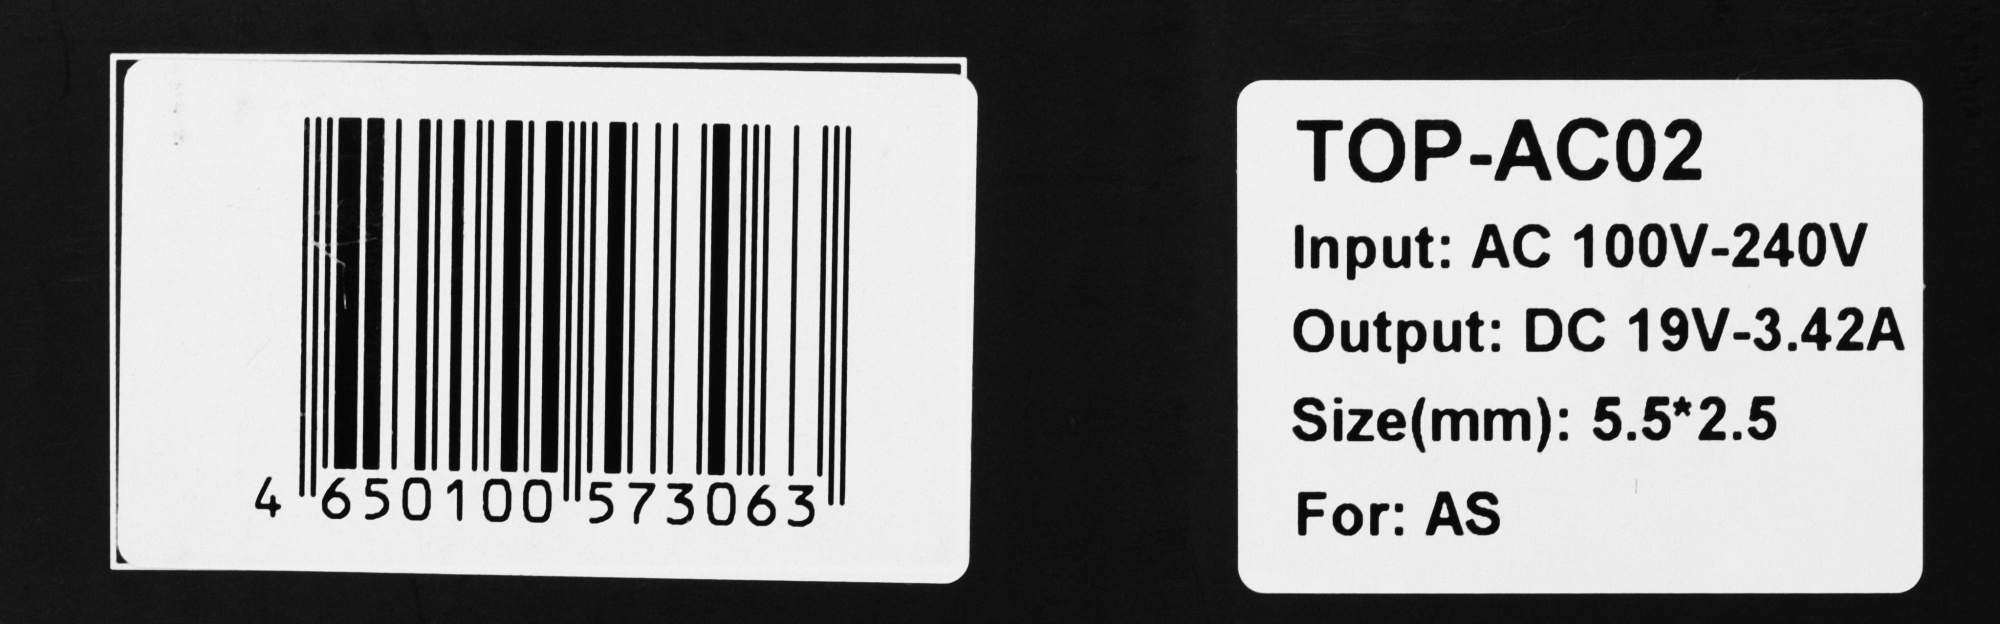 4 650100 573063
TOP-AC02
Input: AC 100V-240V
Output: DC 19V-3.42A
Size(mm): 5.5*2.5
For: AS